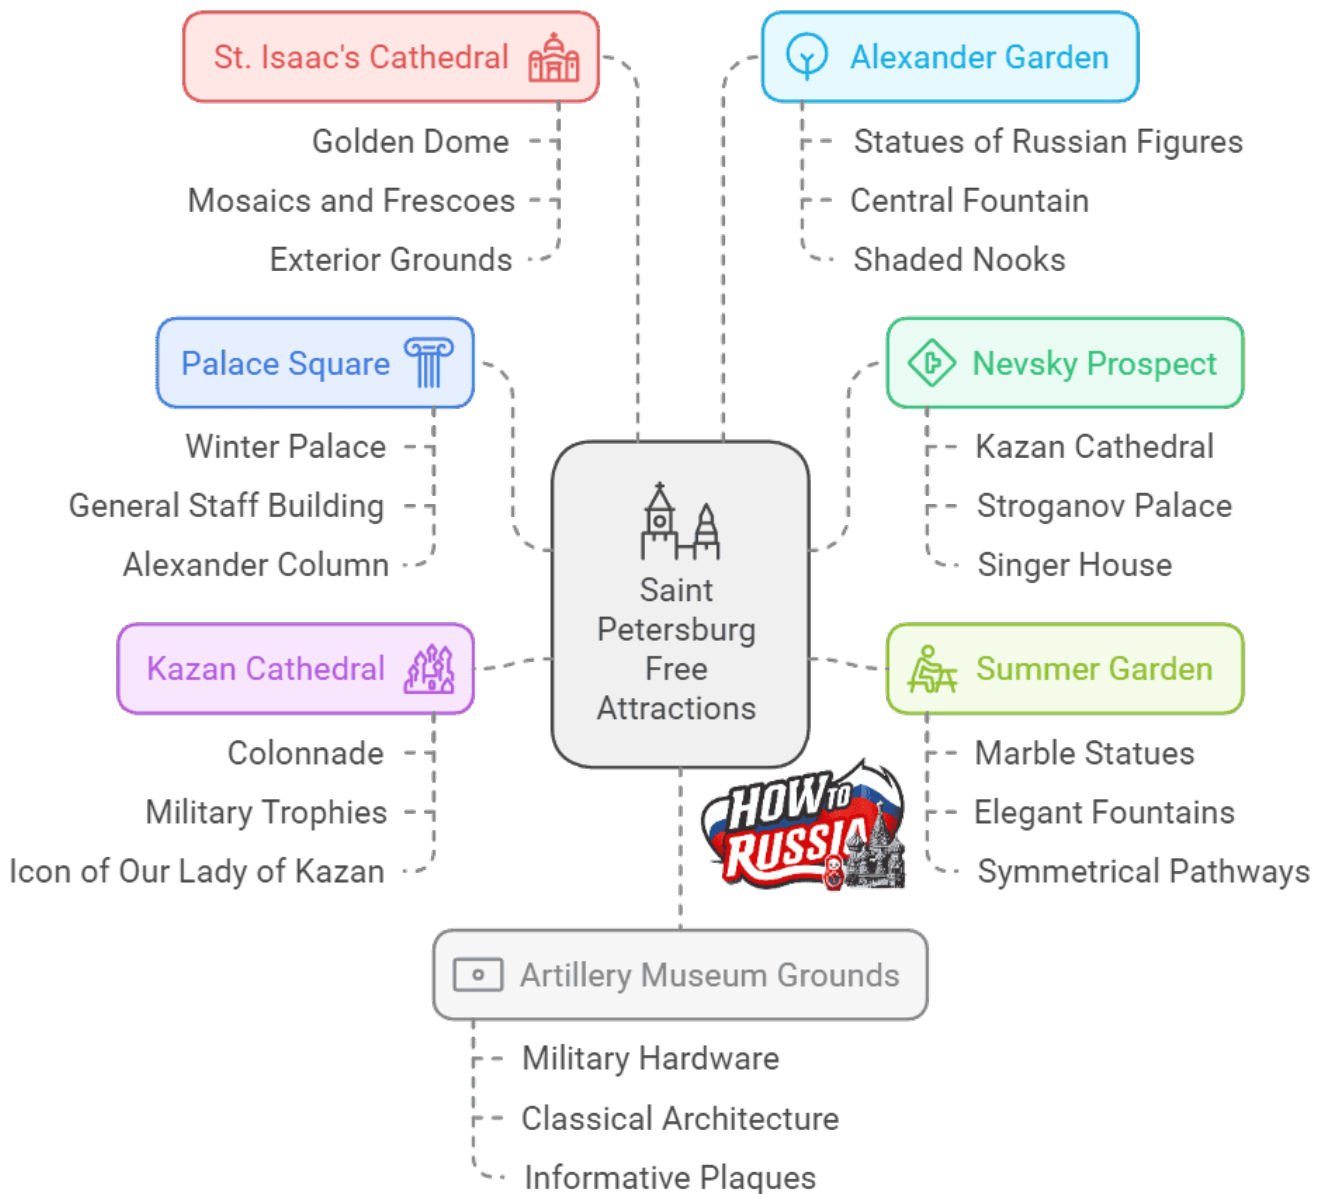 St. Isaac's Cathedral
Golden Dome
Mosaics and Frescoes
Exterior Grounds
Alexander Garden
Statues of Russian Figures
Central Fountain
Shaded Nooks
Palace Square
Winter Palace
General Staff Building
Alexander Column
Nevsky Prospect
Kazan Cathedral
Stroganov Palace
Singer House
Saint
Petersburg
Free
Attractions
Kazan Cathedral
Colonnade
Military Trophies
Icon of Our Lady of Kazan
Summer Garden
Marble Statues
Elegant Fountains
Symmetrical Pathways
HOW TO
RUSSIA
Artillery Museum Grounds
Military Hardware
Classical Architecture
Informative Plaques